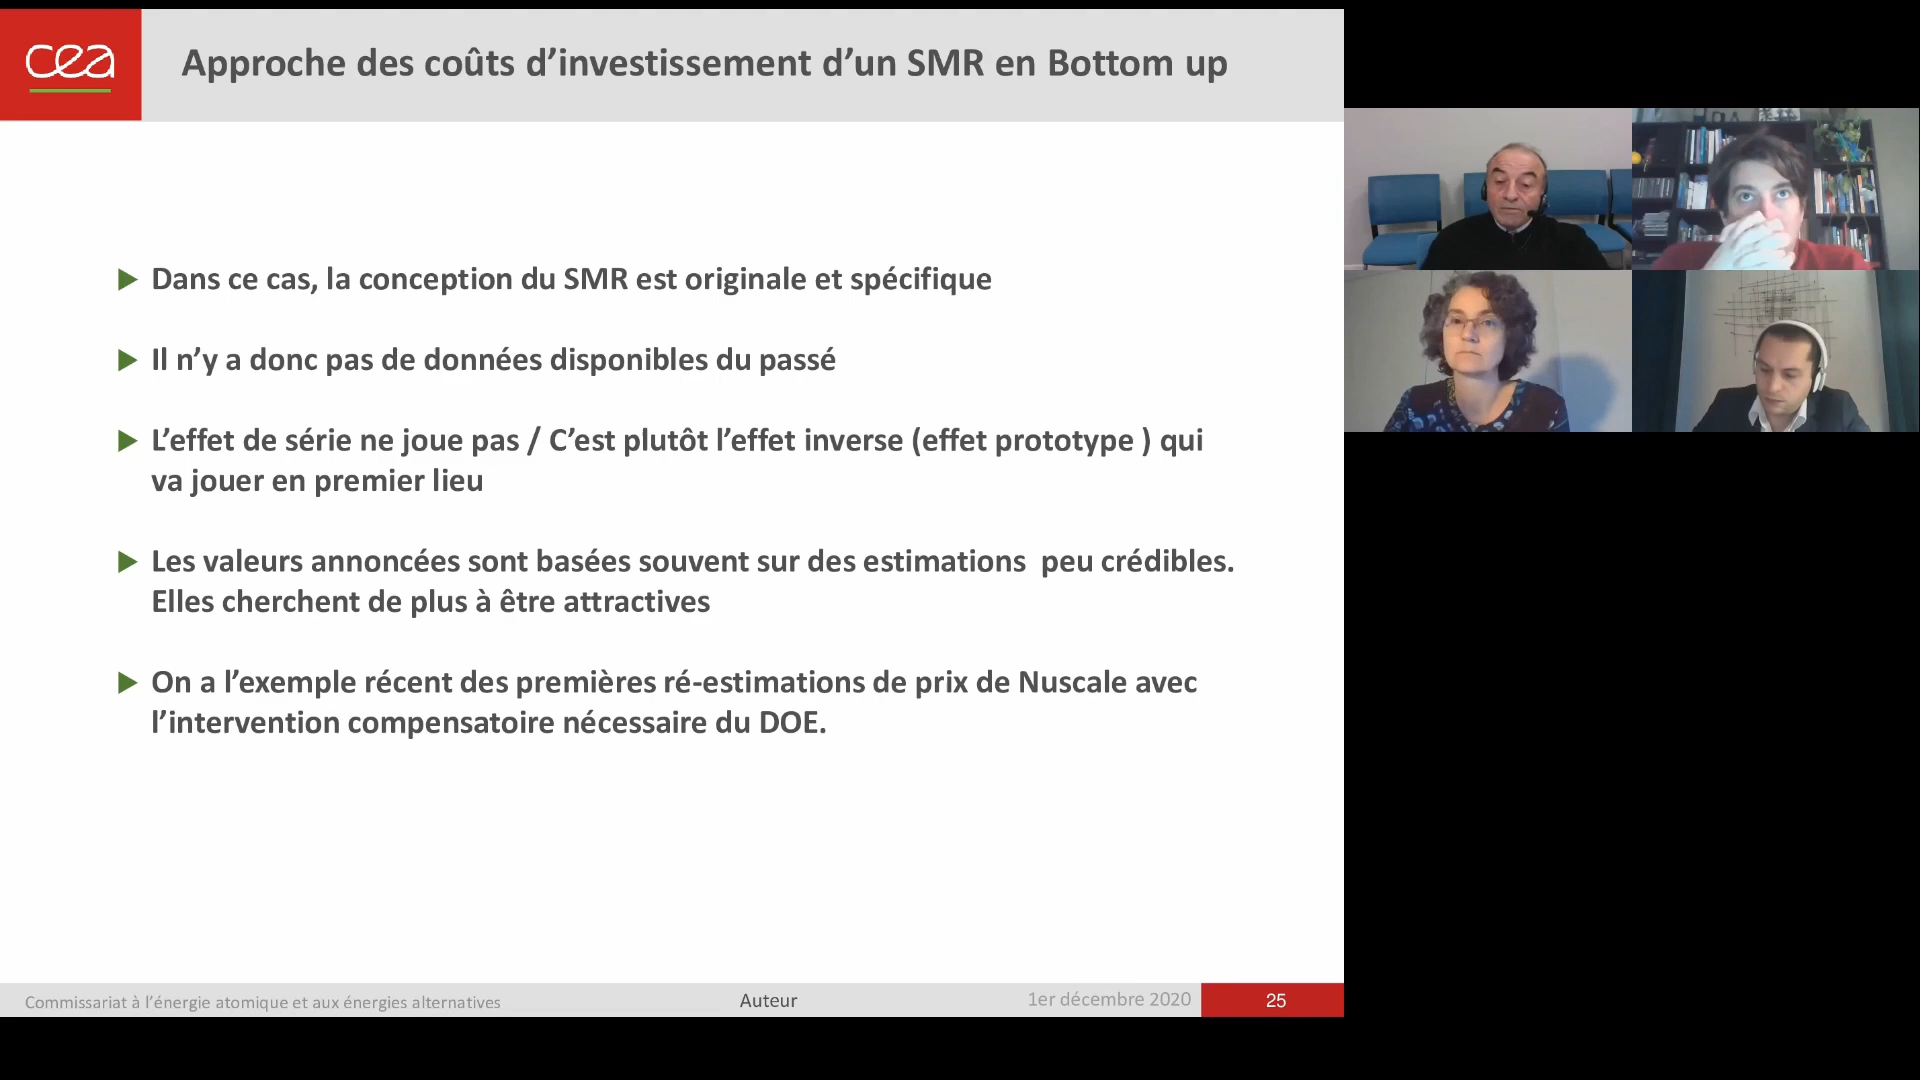 cea
Approche des coûts d’investissement d’un SMR en Bottom up
Dans ce cas, la conception du SMR est originale et spécifique
Il n’y a donc pas de données disponibles du passé
L’effet de série ne joue pas / C’est plutôt l’effet inverse (effet prototype ) qui
va jouer en premier lieu
Les valeurs annoncées sont basées souvent sur des estimations  peu crédibles.
Elles cherchent de plus à être attractives
On a l’exemple récent des premières ré-estimations de prix de Nuscale avec
l’intervention compensatoire nécessaire du DOE.
Commissariat à l’énergie atomique et aux énergies alternatives
Auteur
1er décembre 2020
25